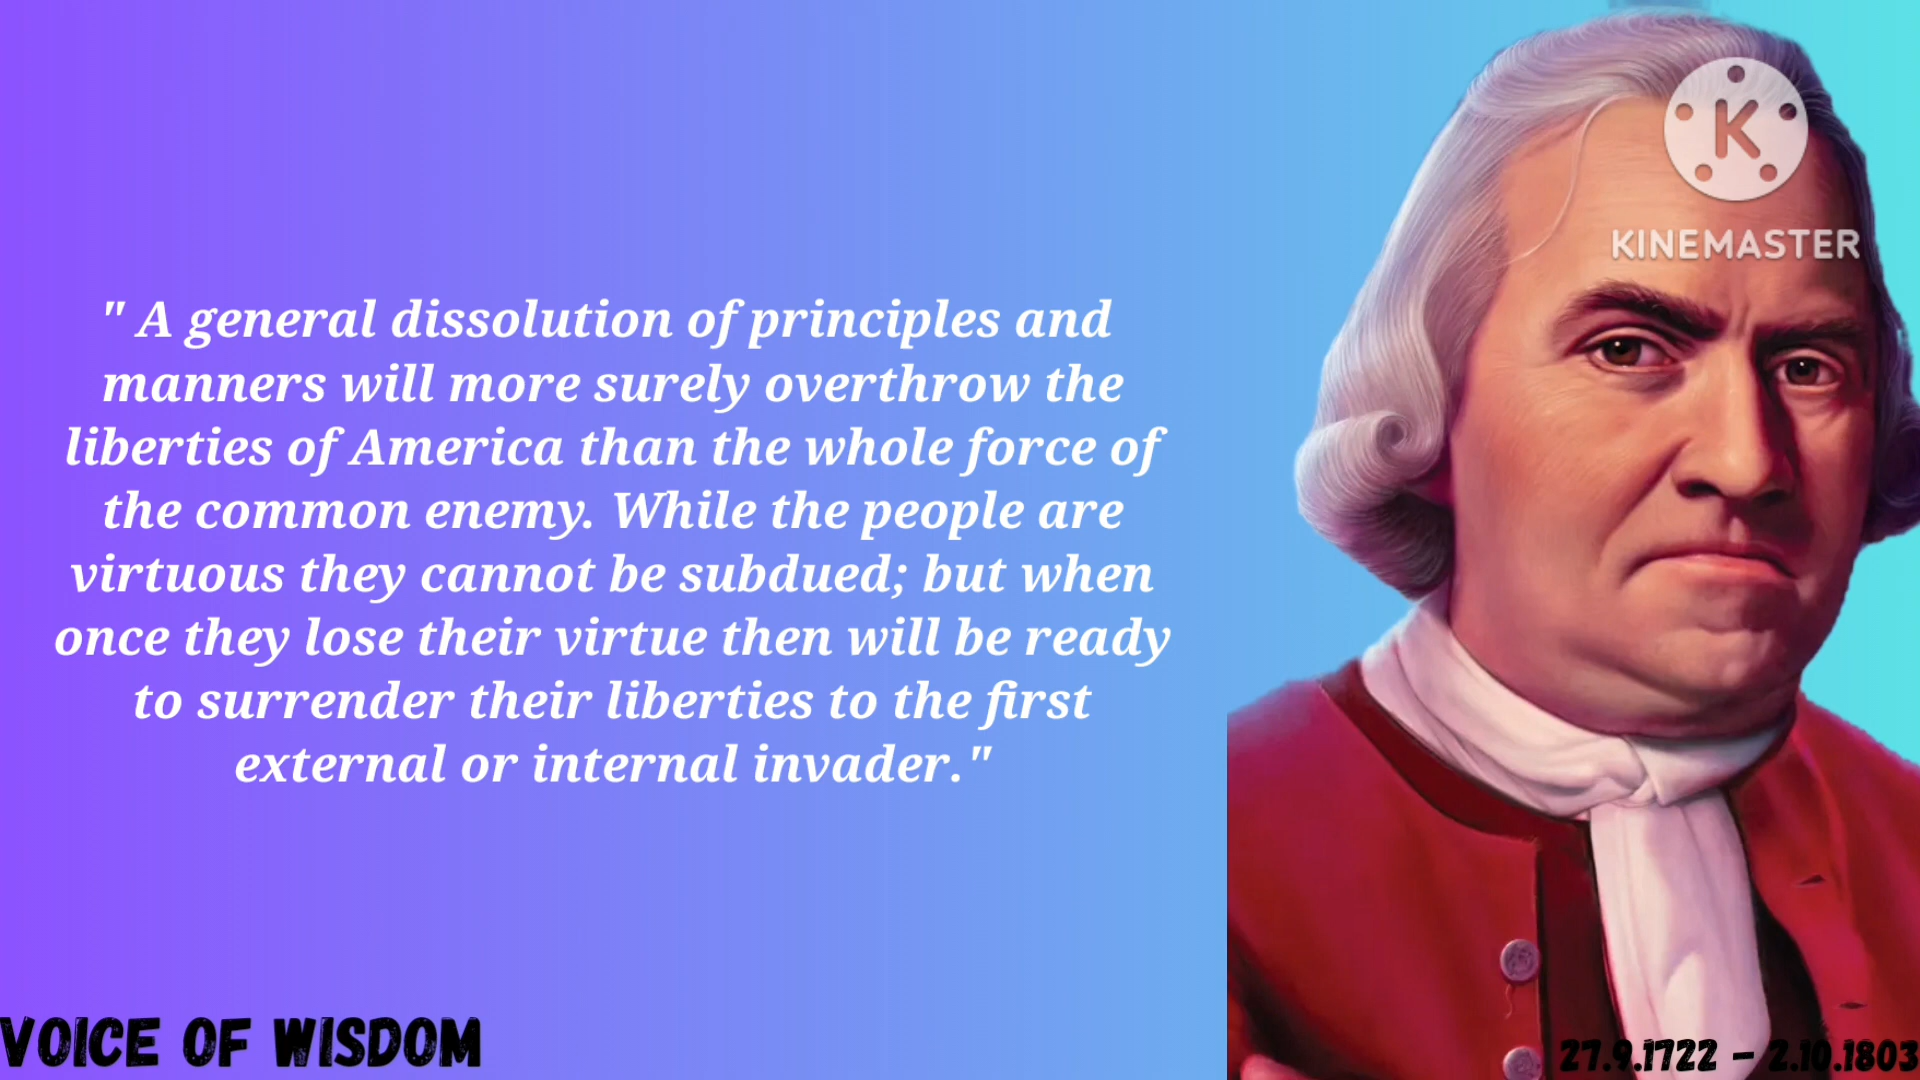 " A general dissolution of principles and
manners will more surely overthrow the
liberties of America than the whole force of
the common enemy. While the people are
virtuous they cannot be subdued; but when
once they lose their virtue then will be ready
to surrender their liberties to the first
external or internal invader."
K
KINEMASTER
VOICE OF WISDOM
27.9.1722 – 2.10.1803